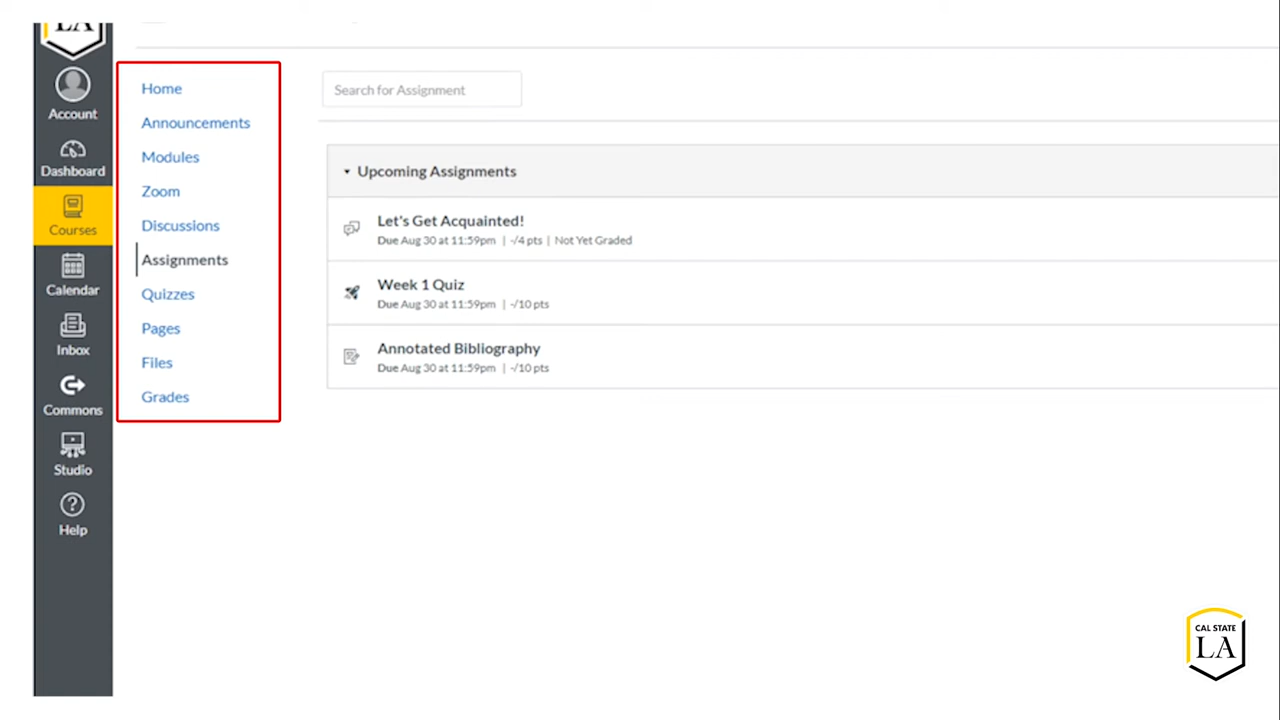 LA
Account
Dashboard
Courses
Calendar
Inbox
Commons
Studio
Help
Home
Announcements
Modules
Zoom
Discussions
Assignments
Quizzes
Pages
Files
Grades
Search for Assignment
Upcoming Assignments
Let's Get Acquainted!
Due Aug 30 at 11:59pm | -/4 pts | Not Yet Graded
Week 1 Quiz
Due Aug 30 at 11:59pm | -/10 pts
Annotated Bibliography
Due Aug 30 at 11:59pm | -/10 pts
CAL STATE
LA